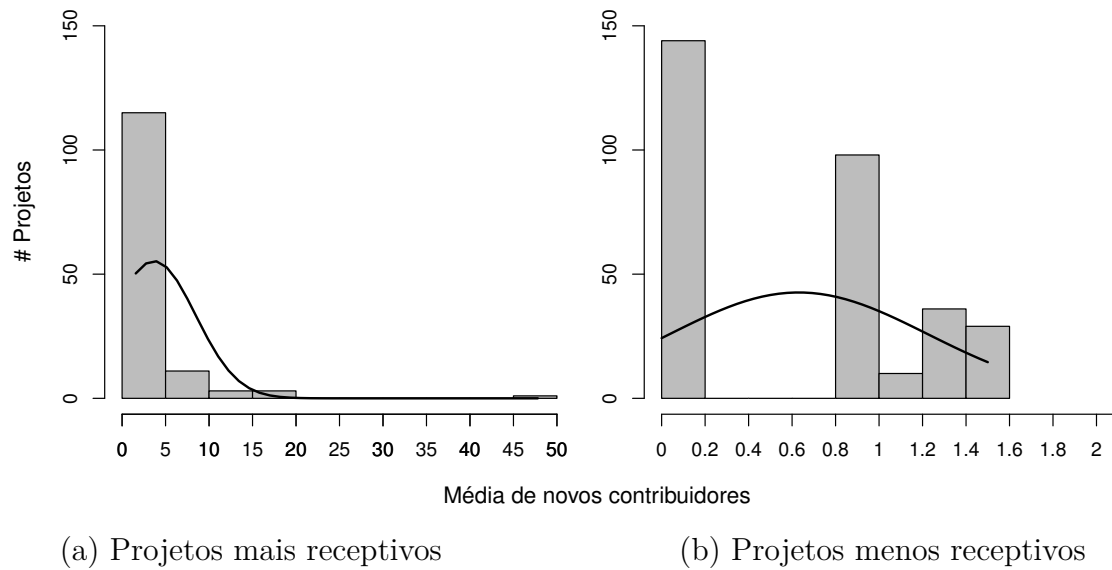 # Projetos
150
100
50
0
0 5 10 15 20 30 40 45 50
150
100
50
0
0 0.2 0.4 0.6 0.8 1 1.2 1.4 1.6 1.8 2
Média de novos contribuidores
(a) Projetos mais receptivos
(b) Projetos menos receptivos